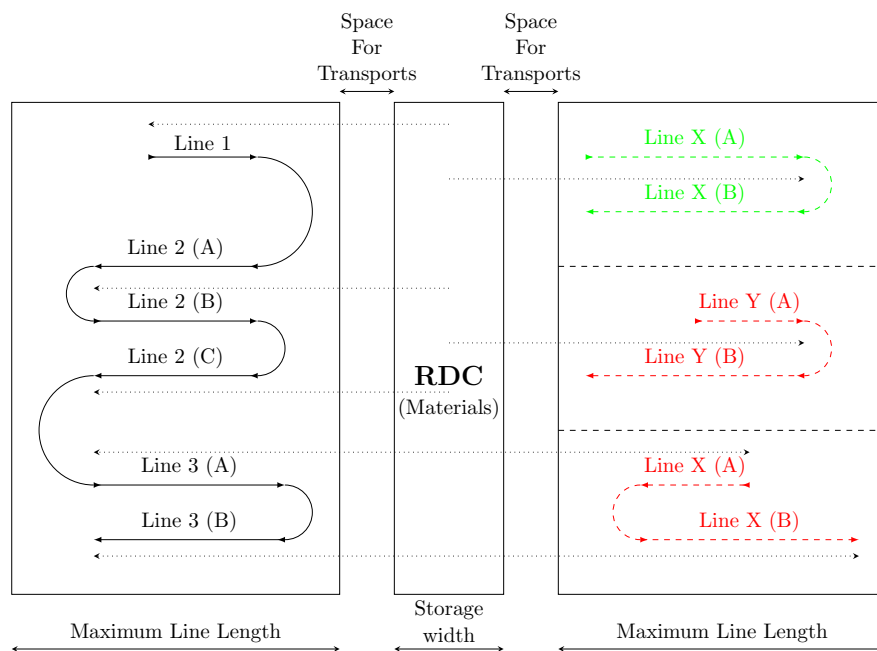 Space
For
Transports
Space
For
Transports
Line 1
Line 2 (A)
Line 2 (B)
Line 2 (C)
Line 3 (A)
Line 3 (B)
RDC
(Materials)
Line X (A)
Line X (B)
Line Y (A)
Line Y (B)
Line X (A)
Line X (B)
Maximum Line Length
Storage
width
Maximum Line Length